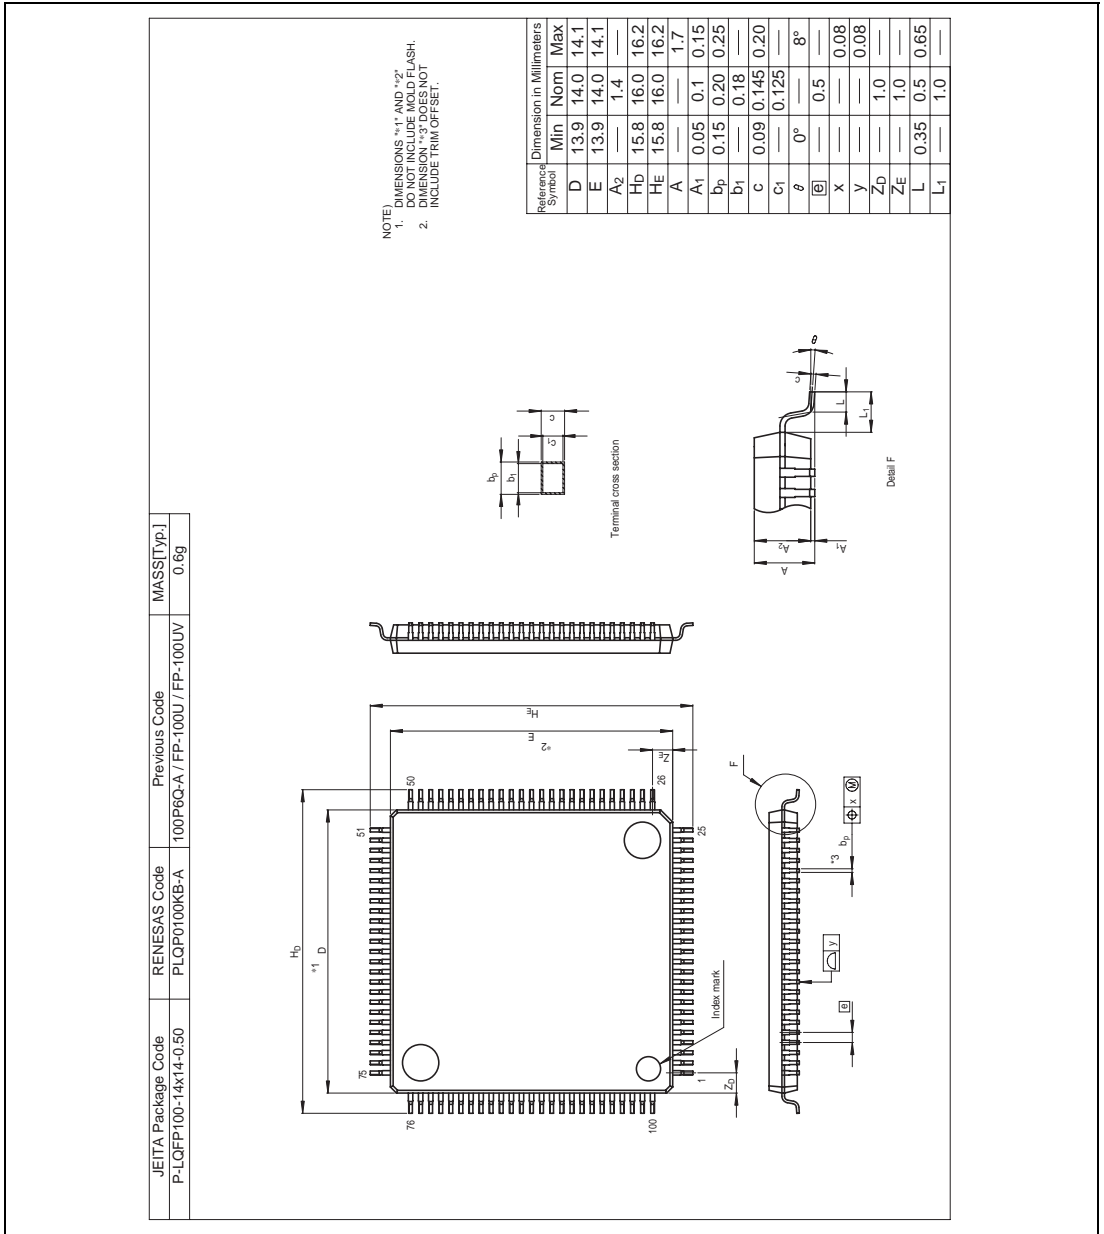 JEITA Package Code RENESAS Code Previous Code MASS[Typ.]
P-LQFP100-14x14-0.50 PLQP0100KB-A 100P6Q-A / FP-100U / FP-100UV 0.6g
HD
*1 D
75
51
76
50
100
26
1
25
ZD
Index mark
HE
*2 E
ZE
F
e
y
*3 bp
x M
bp
b1
c1
c
Terminal cross section
A
A2
A1
θ
c
L
L1
Detail F
NOTE)
1. DIMENSIONS "*1" AND "*2"
DO NOT INCLUDE MOLD FLASH.
2. DIMENSION "*3" DOES NOT
INCLUDE TRIM OFFSET.
Reference Symbol Dimension in Millimeters
Min Nom Max
D 13.9 14.0 14.1
E 13.9 14.0 14.1
A2 — 1.4 —
HD 15.8 16.0 16.2
HE 15.8 16.0 16.2
A — — 1.7
A1 0.05 0.1 0.15
bp 0.15 0.20 0.25
b1 — 0.18 —
c 0.09 0.145 0.20
c1 — 0.125 —
θ 0° — 8°
e — 0.5 —
x — — 0.08
y — — 0.08
ZD — 1.0 —
ZE — 1.0 —
L 0.35 0.5 0.65
L1 — 1.0 —